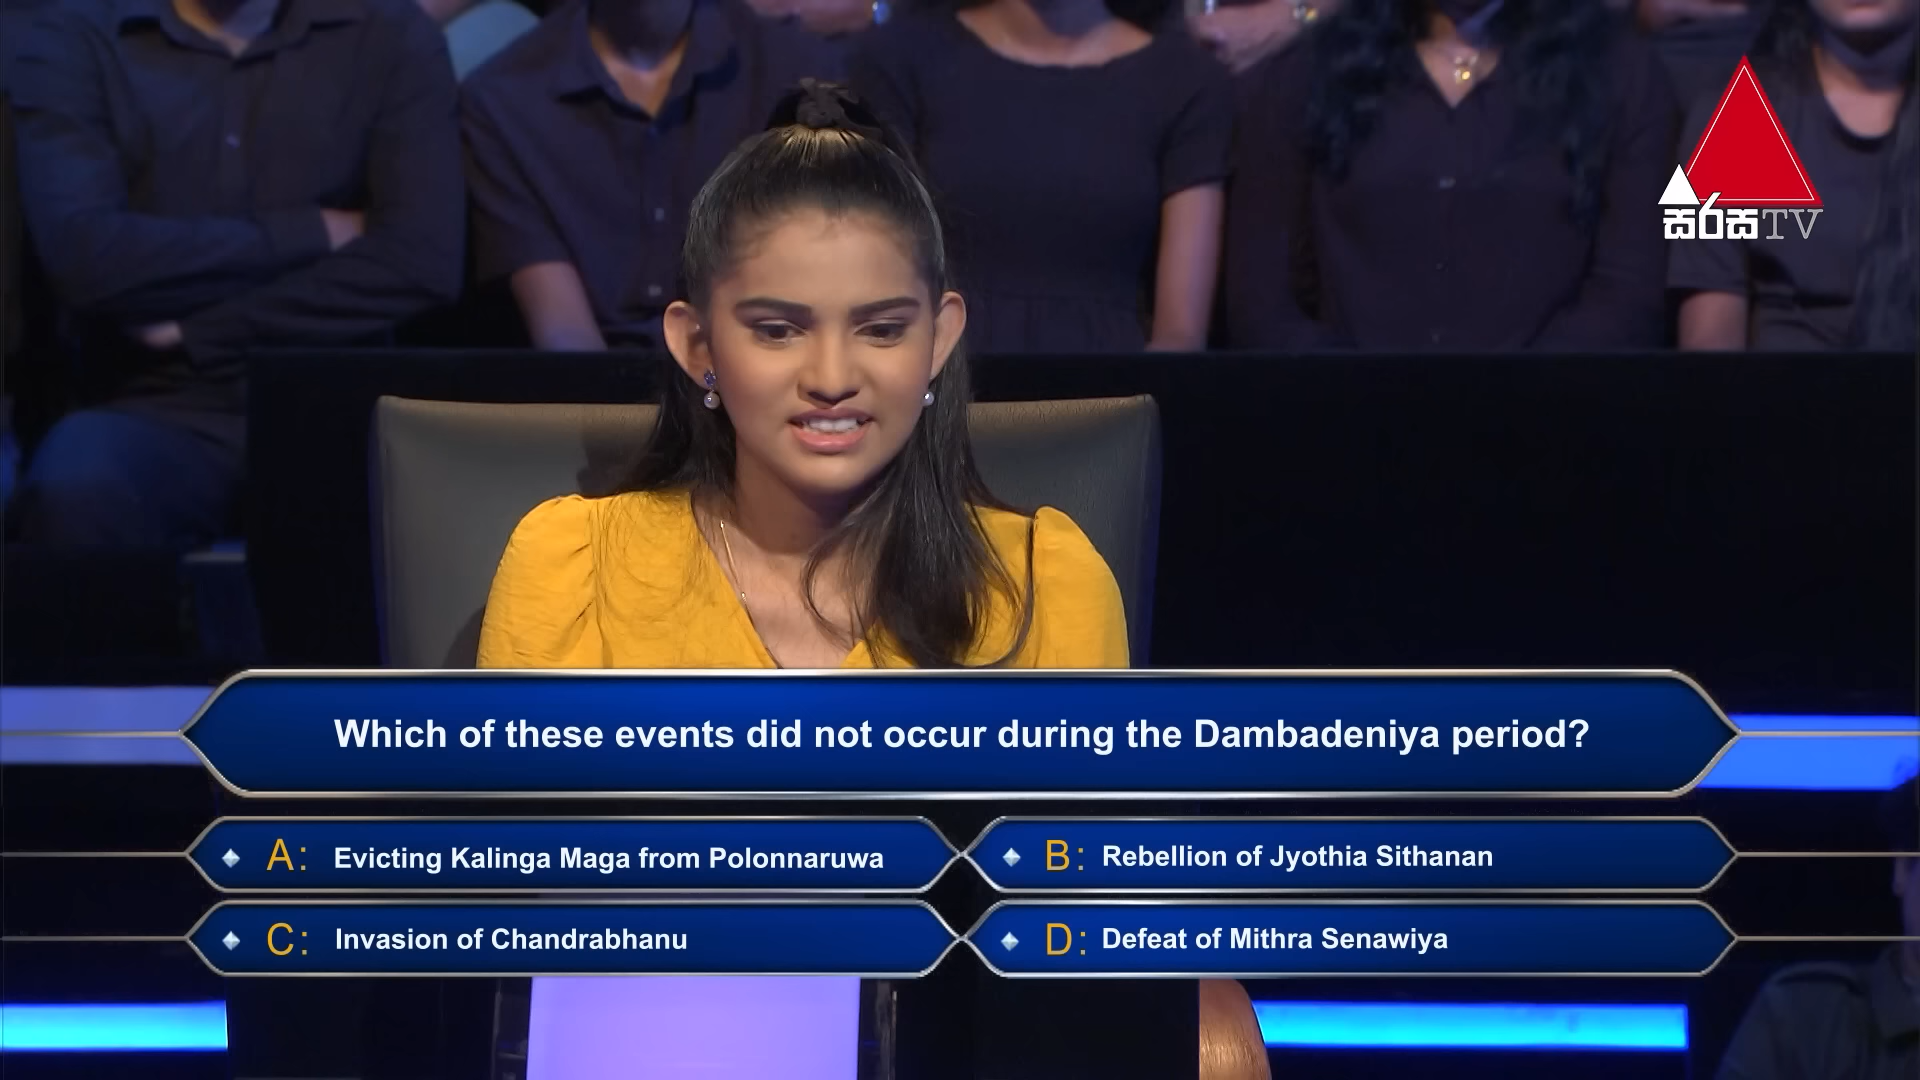 සිරස TV
Which of these events did not occur during the Dambadeniya period?
A: Evicting Kalinga Maga from Polonnaruwa
B: Rebellion of Jyothia Sithanan
C: Invasion of Chandrabhanu
D: Defeat of Mithra Senawiya